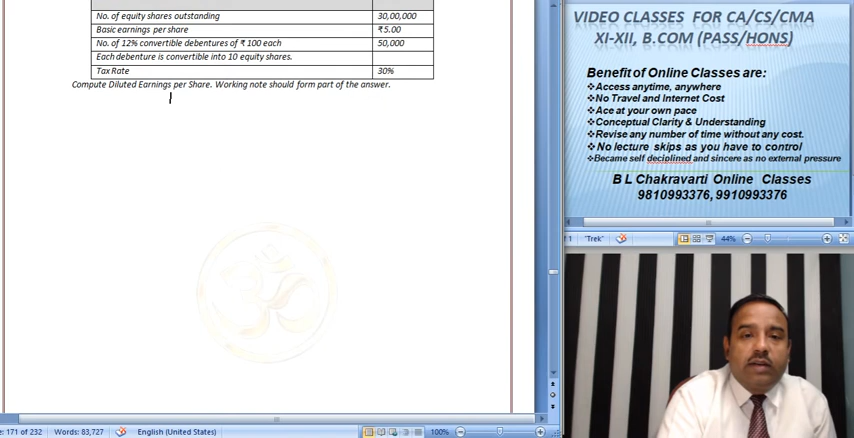 No. of equity shares outstanding 30,00,000
Basic earnings per share ₹5.00
No. of 12% convertible debentures of ₹ 100 each 50,000
Each debenture is convertible into 10 equity shares.
Tax Rate 30%
Compute Diluted Earnings per Share. Working note should form part of the answer.
VIDEO CLASSES FOR CA/CS/CMA
XI-XII, B.COM (PASS/HONS)
Benefit of Online Classes are:
❖Access anytime, anywhere
❖No Travel and Internet Cost
❖Ace at your own pace
❖Conceptual Clarity & Understanding
❖Revise any number of time without any cost.
❖No lecture skips as you have to control
❖Became self deciplined and sincere as no external pressure
B L Chakravarti Online Classes
9810993376, 9910993376
f 1 "Trek" 44%
e: 171 of 232 Words: 83,727 English (United States) 100%